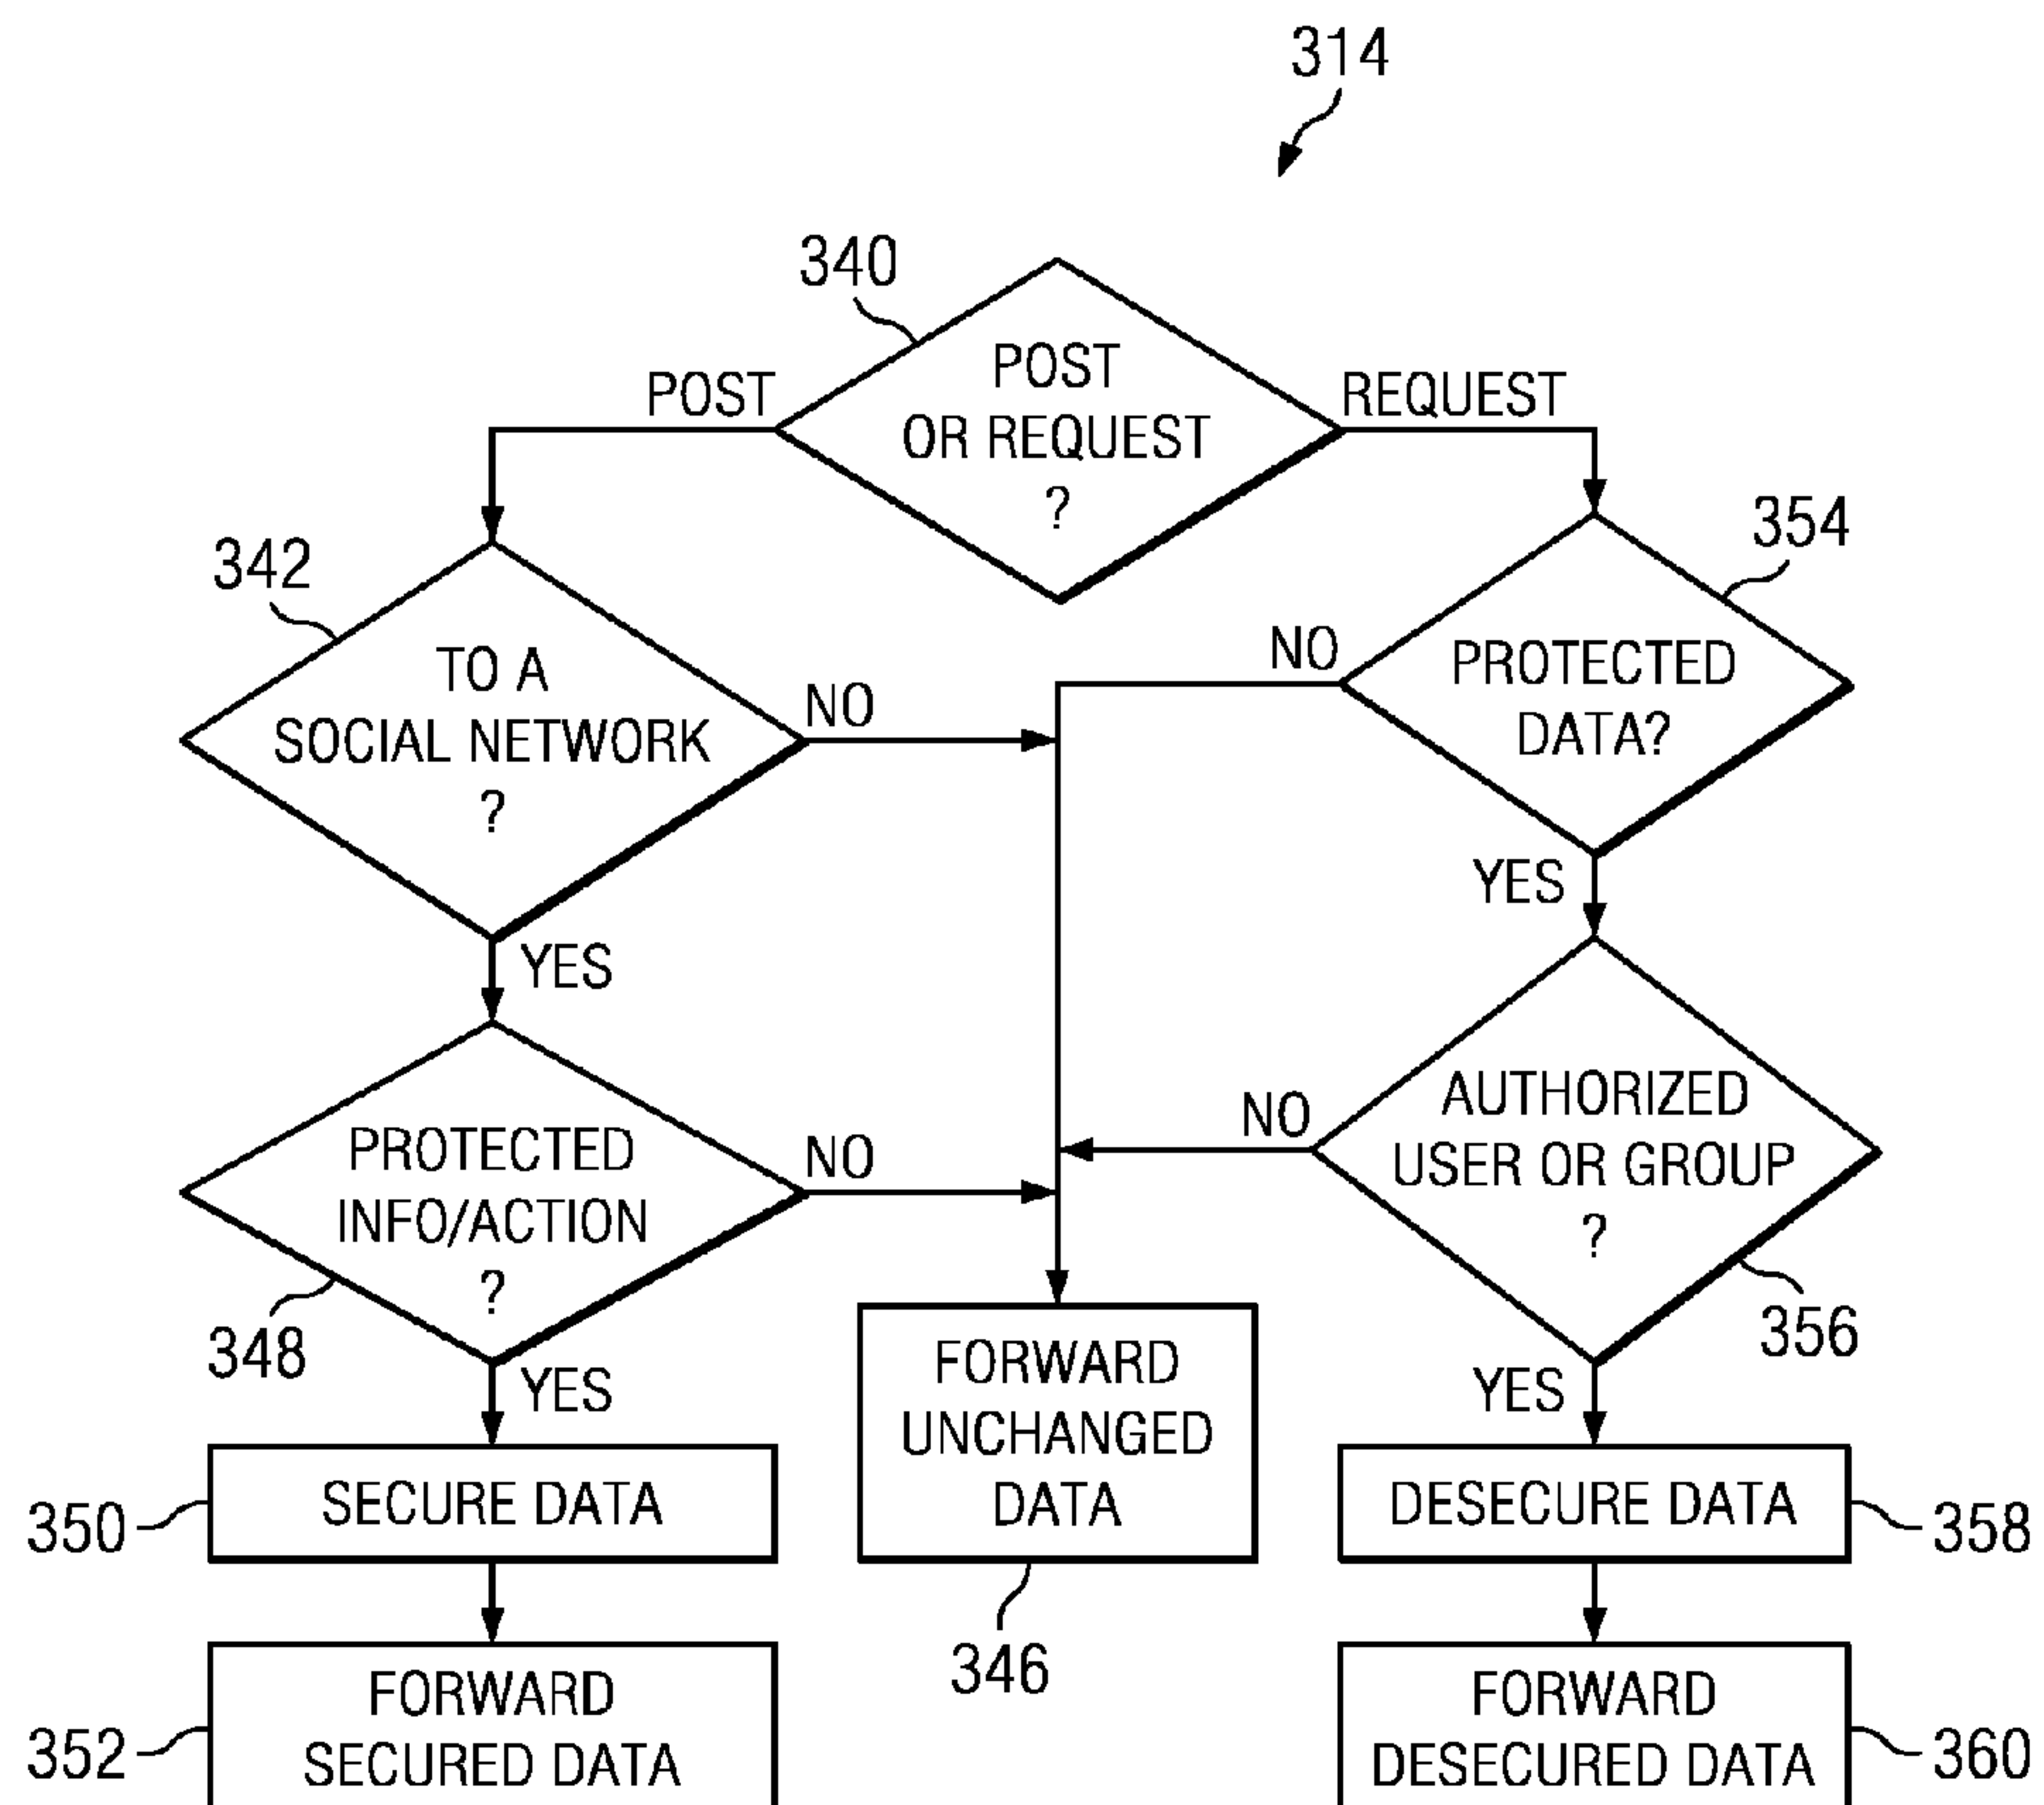 314
340
POST
OR REQUEST
?
POST
REQUEST
342
TO A
SOCIAL NETWORK
?
NO
YES
354
PROTECTED
DATA?
NO
YES
348
PROTECTED
INFO/ACTION
?
NO
YES
AUTHORIZED
USER OR GROUP
?
NO
356
YES
FORWARD
UNCHANGED
DATA
346
350
SECURE DATA
DESECURE DATA
358
352
FORWARD
SECURED DATA
FORWARD
DESECURED DATA
360